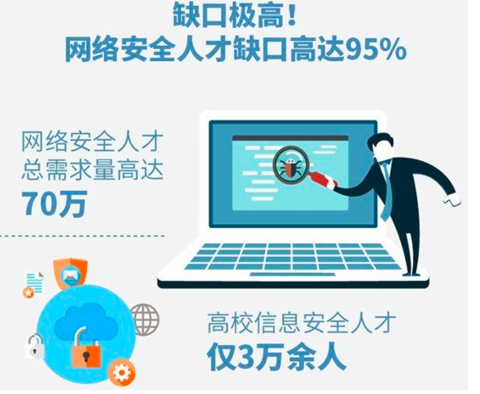 缺口极高！
网络安全人才缺口高达95%
网络安全人才
总需求量高达
70万
高校信息安全人才
仅3万余人